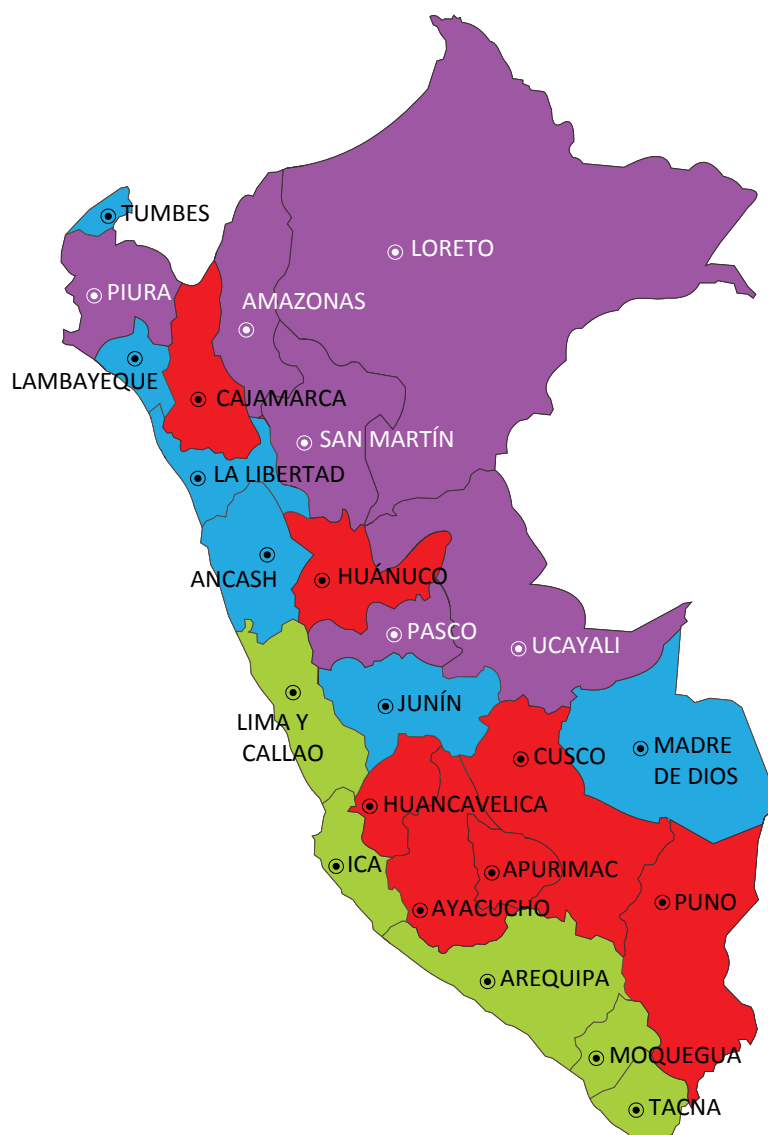 TUMBES
LORETO
PIURA
AMAZONAS
LAMBAYEQUE
CAJAMARCA
SAN MARTÍN
LA LIBERTAD
ANCASH
HUÁNUCO
PASCO
UCAYALI
JUNÍN
LIMA Y
CALLAO
CUSCO
MADRE
DE DIOS
HUANCAVELICA
ICA
APURIMAC
AYACUCHO
PUNO
AREQUIPA
MOQUEGUA
TACNA